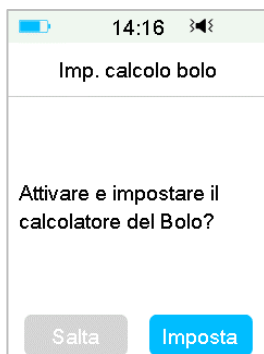 14:16
Imp. calcolo bolo
Attivare e impostare il
calcolatore del Bolo?
Salta Imposta